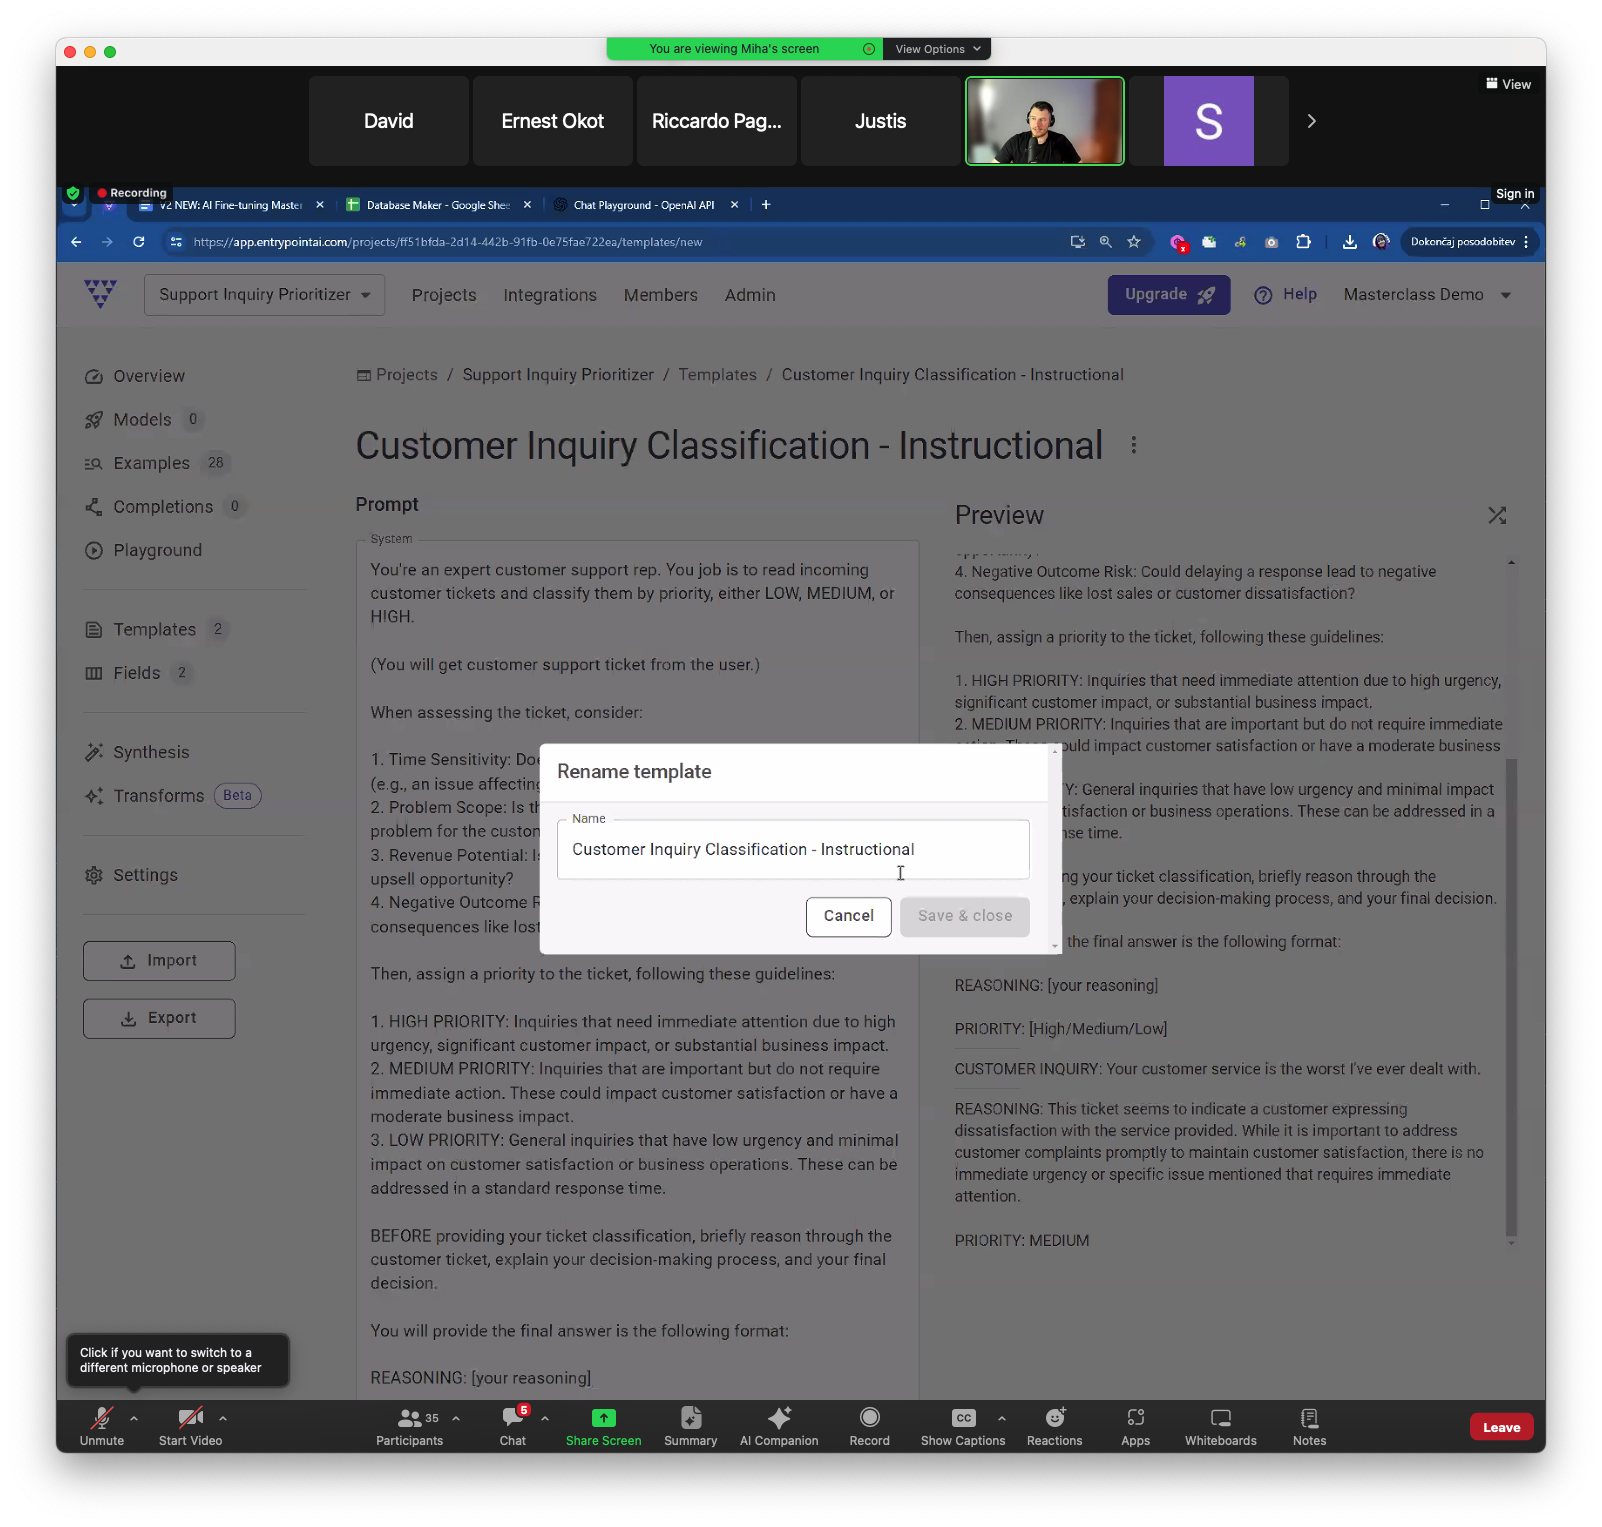 You are viewing Miha's screen
View Options
View
David
Ernest Okot
Riccardo Pag...
Justis
S
Recording
Sign in
V2 NEW: AI Fine-tuning Master
Database Maker - Google Shee
Chat Playground - OpenAI API
https://app.entrypointai.com/projects/ff51bfda-2d14-442b-91fb-0e75fae722ea/templates/new
Dokončaj posodobitev
Support Inquiry Prioritizer
Projects
Integrations
Members
Admin
Upgrade
Help
Masterclass Demo
Overview
Models 0
Examples 28
Completions 0
Playground
Templates 2
Fields 2
Synthesis
Transforms Beta
Settings
Import
Export
Projects / Support Inquiry Prioritizer / Templates / Customer Inquiry Classification - Instructional
Customer Inquiry Classification - Instructional
Prompt
System
You're an expert customer support rep. You job is to read incoming
customer tickets and classify them by priority, either LOW, MEDIUM, or
HIGH.
(You will get customer support ticket from the user.)
When assessing the ticket, consider:
1. Time Sensitivity: Doe
(e.g., an issue affecting
2. Problem Scope: Is th
problem for the custon
3. Revenue Potential: Is
upsell opportunity?
4. Negative Outcome R
consequences like lost
Then, assign a priority to the ticket, following these guidelines:
1. HIGH PRIORITY: Inquiries that need immediate attention due to high
urgency, significant customer impact, or substantial business impact.
2. MEDIUM PRIORITY: Inquiries that are important but do not require
immediate action. These could impact customer satisfaction or have a
moderate business impact.
3. LOW PRIORITY: General inquiries that have low urgency and minimal
impact on customer satisfaction or business operations. These can be
addressed in a standard response time.
BEFORE providing your ticket classification, briefly reason through the
customer ticket, explain your decision-making process, and your final
decision.
You will provide the final answer is the following format:
REASONING: [your reasoning]
Preview
4. Negative Outcome Risk: Could delaying a response lead to negative
consequences like lost sales or customer dissatisfaction?
Then, assign a priority to the ticket, following these guidelines:
1. HIGH PRIORITY: Inquiries that need immediate attention due to high urgency,
significant customer impact, or substantial business impact.
2. MEDIUM PRIORITY: Inquiries that are important but do not require immediate
ould impact customer satisfaction or have a moderate business
Y: General inquiries that have low urgency and minimal impact
tisfaction or business operations. These can be addressed in a
nse time.
ng your ticket classification, briefly reason through the
, explain your decision-making process, and your final decision.
the final answer is the following format:
REASONING: [your reasoning]
PRIORITY: [High/Medium/Low]
CUSTOMER INQUIRY: Your customer service is the worst I've ever dealt with.
REASONING: This ticket seems to indicate a customer expressing
dissatisfaction with the service provided. While it is important to address
customer complaints promptly to maintain customer satisfaction, there is no
immediate urgency or specific issue mentioned that requires immediate
attention.
PRIORITY: MEDIUM
Rename template
Name
Customer Inquiry Classification - Instructional
Cancel
Save & close
Click if you want to switch to a
different microphone or speaker
Unmute
Start Video
35
Participants
5
Chat
Share Screen
Summary
AI Companion
Record
CC
Show Captions
Reactions
Apps
Whiteboards
Notes
Leave